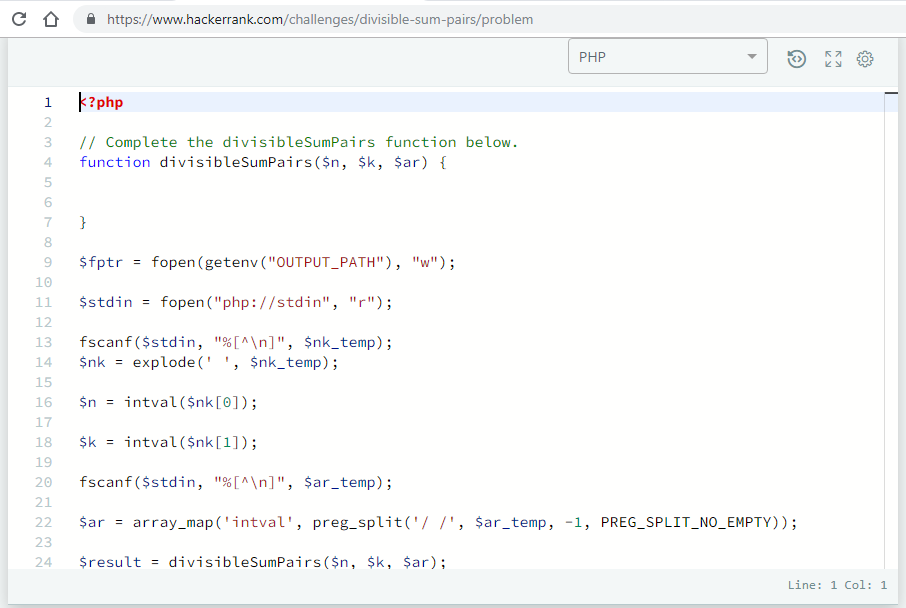 https://www.hackerrank.com/challenges/divisible-sum-pairs/problem
PHP
1 <?php
2
3 // Complete the divisibleSumPairs function below.
4 function divisibleSumPairs($n, $k, $ar) {
5
6
7 }
8
9 $fptr = fopen(getenv("OUTPUT_PATH"), "w");
10
11 $stdin = fopen("php://stdin", "r");
12
13 fscanf($stdin, "%[^\n]", $nk_temp);
14 $nk = explode(' ', $nk_temp);
15
16 $n = intval($nk[0]);
17
18 $k = intval($nk[1]);
19
20 fscanf($stdin, "%[^\n]", $ar_temp);
21
22 $ar = array_map('intval', preg_split('/ /', $ar_temp, -1, PREG_SPLIT_NO_EMPTY));
23
24 $result = divisibleSumPairs($n, $k, $ar);
Line: 1 Col: 1